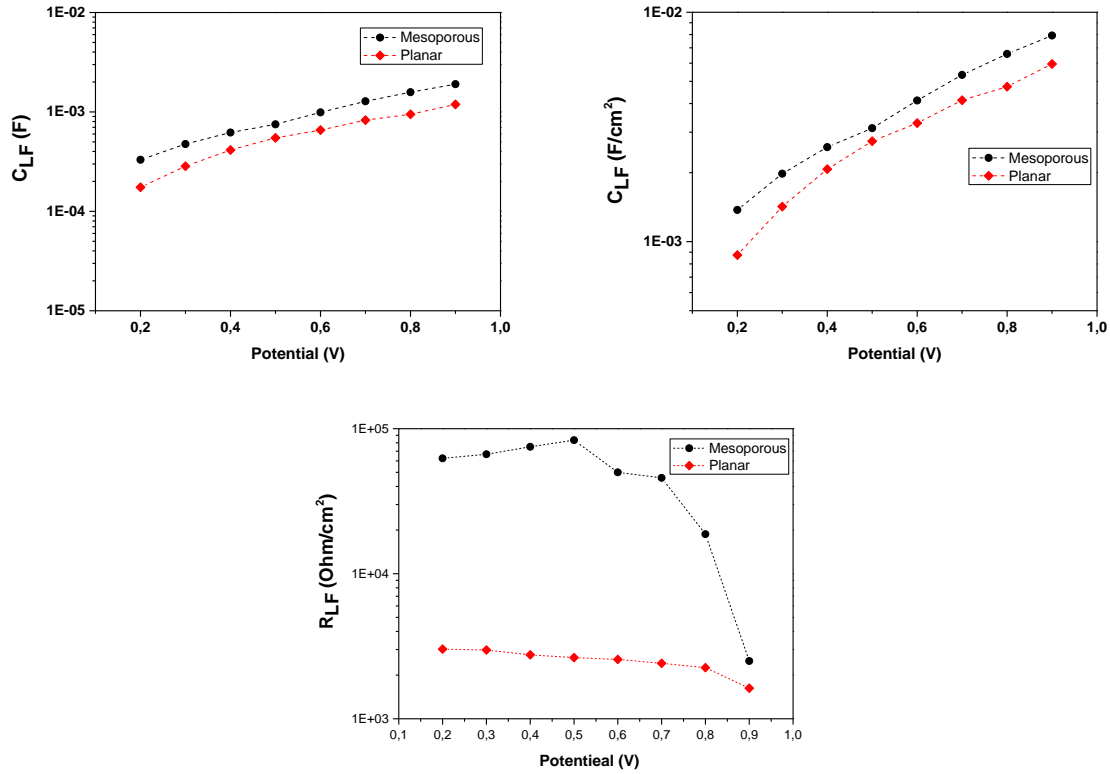 1E-02
1E-03
1E-04
1E-05
C_LF (F)
Mesoporous
Planar
0,2
0,4
0,6
0,8
1,0
Potential (V)
1E-02
1E-03
C_LF (F/cm²)
Mesoporous
Planar
0,2
0,4
0,6
0,8
1,0
Potential (V)
1E+05
1E+04
1E+03
R_LF (Ohm/cm²)
Mesoporous
Planar
0,1
0,2
0,3
0,4
0,5
0,6
0,7
0,8
0,9
1,0
Potentieal (V)